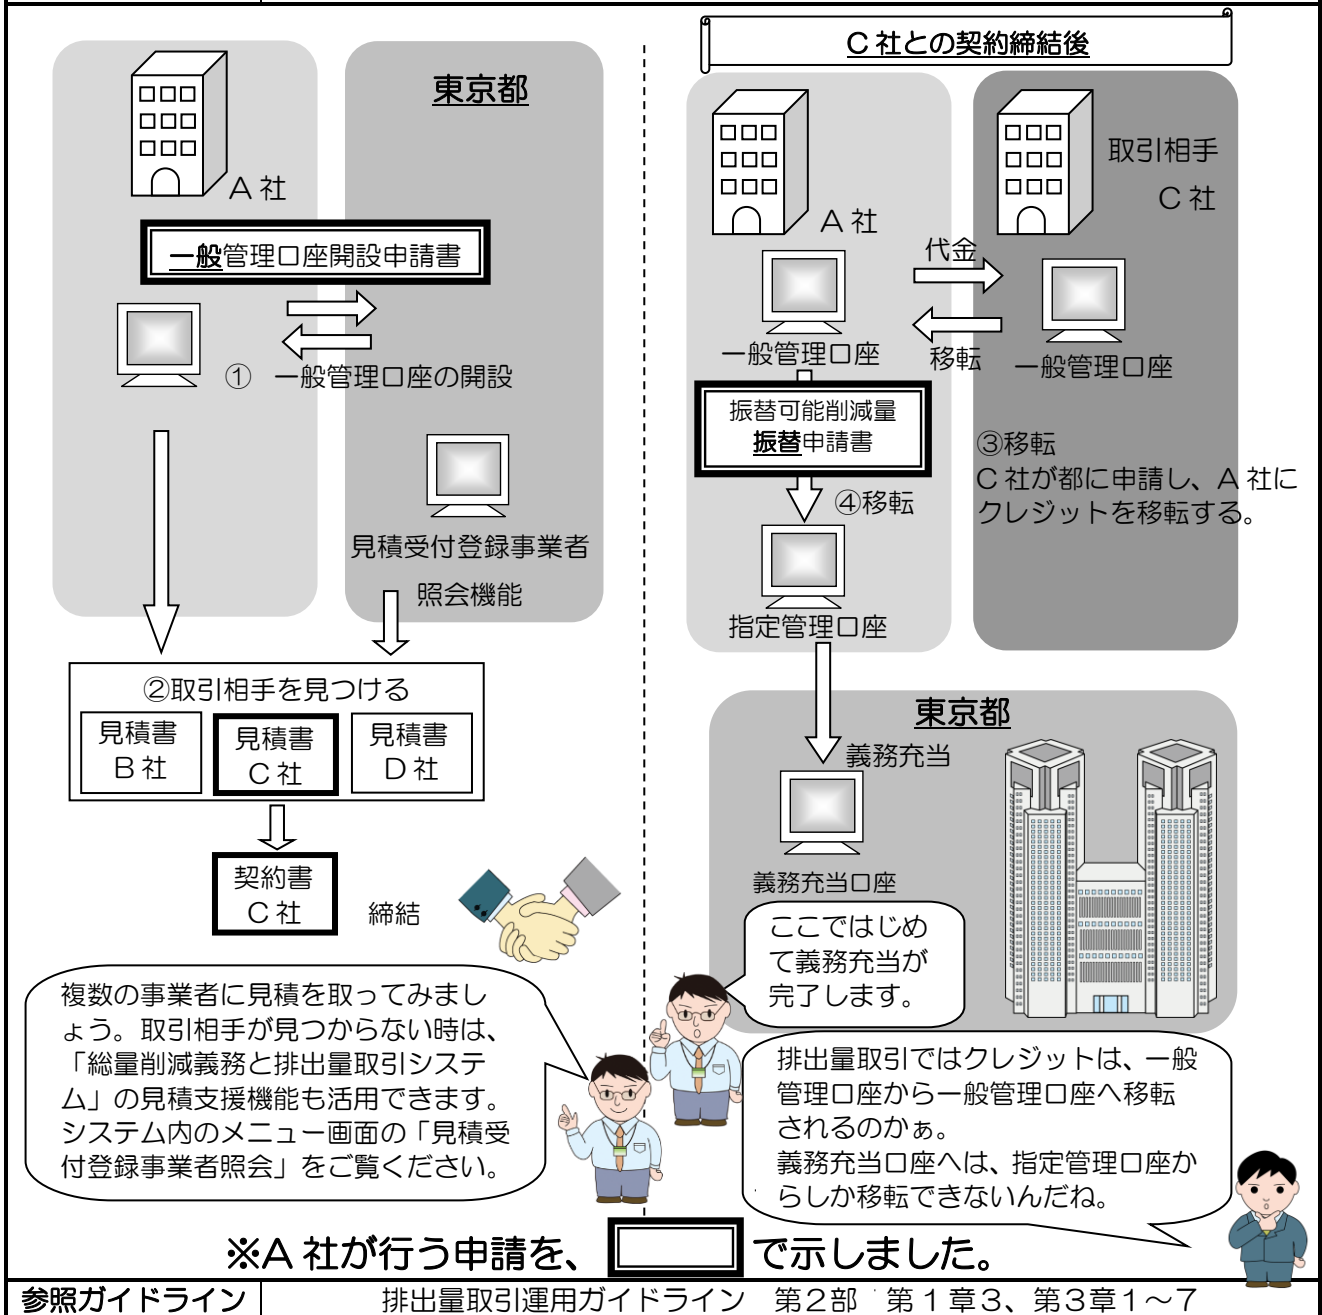 東京都
A社
一般管理口座開設申請書
① 一般管理口座の開設
見積受付登録事業者
照会機能
②取引相手を見つける
見積書
B社
見積書
C社
見積書
D社
契約書
C社
締結
複数の事業者に見積を取ってみまし
ょう。取引相手が見つからない時は、
「総量削減義務と排出量取引システ
ム」の見積支援機能も活用できます。
システム内のメニュー画面の「見積受
付登録事業者照会」をご覧ください。
C社との契約締結後
取引相手
C社
A社
代金
移転
一般管理口座
一般管理口座
振替可能削減量
振替申請書
③移転
C社が都に申請し、A社に
クレジットを移転する。
④移転
指定管理口座
東京都
義務充当
義務充当口座
ここではじめ
て義務充当が
完了します。
排出量取引ではクレジットは、一般
管理口座から一般管理口座へ移転
されるのかぁ。
義務充当口座へは、指定管理口座か
らしか移転できないんだね。
※A社が行う申請を、 で示しました。
参照ガイドライン 排出量取引運用ガイドライン 第2部 第1章3、第3章1～7